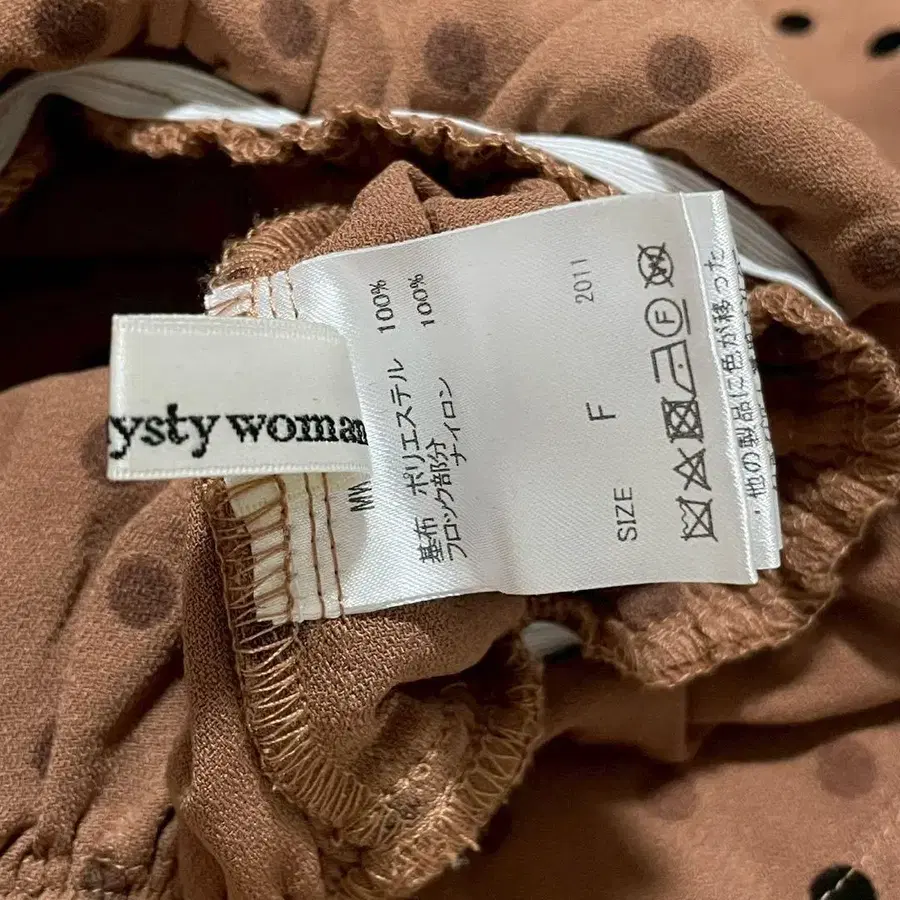 ysty woman
MW
基布 ポリエステル 100%
フロック部分
ナイロン 100%
SIZE F 2011
F
・他の製品に色が移った